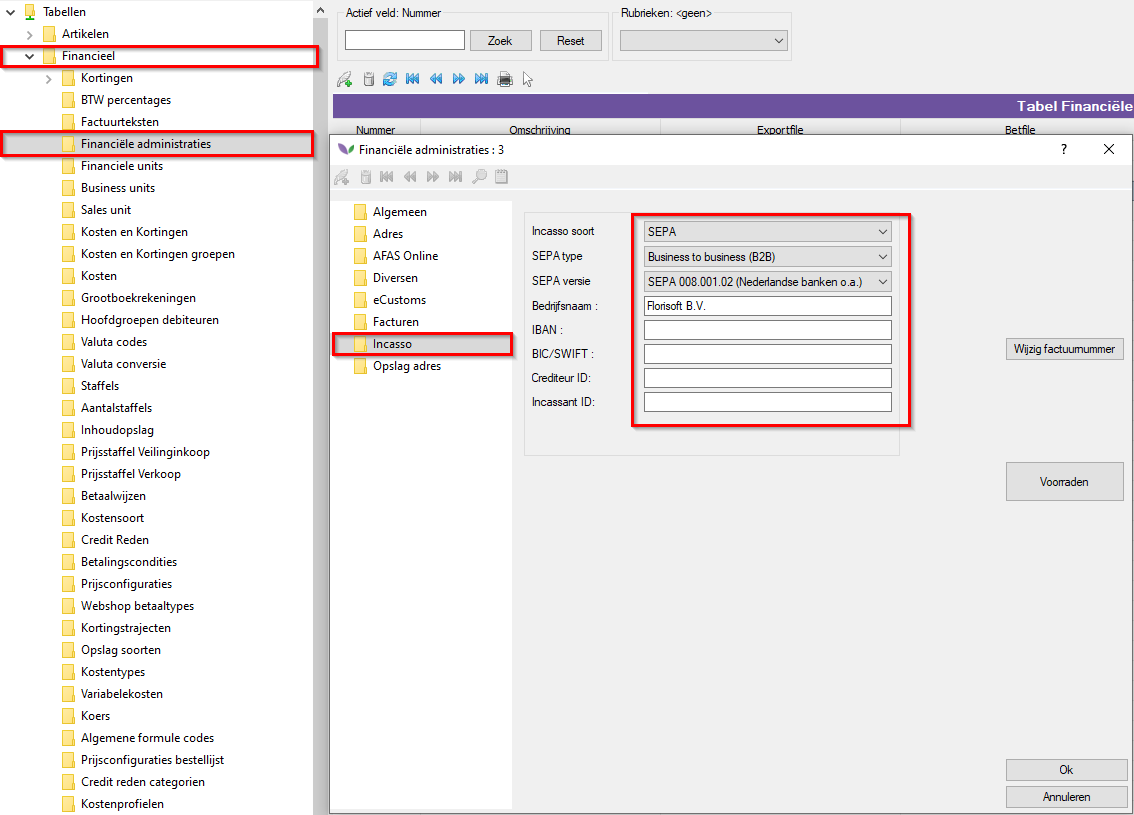 Tabellen
Artikelen
Financieel
Kortingen
BTW percentages
Factuurteksten
Financiële administraties
Financiele units
Business units
Sales unit
Kosten en Kortingen
Kosten en Kortingen groepen
Kosten
Grootboekrekeningen
Hoofdgroepen debiteuren
Valuta codes
Valuta conversie
Staffels
Aantalstaffels
Inhoudopslag
Prijsstaffel Veilinginkoop
Prijsstaffel Verkoop
Betaalwijzen
Kostensoort
Credit Reden
Betalingscondities
Prijsconfiguraties
Webshop betaaltypes
Kortingstrajecten
Opslag soorten
Kostentypes
Variabelekosten
Koers
Algemene formule codes
Prijsconfiguraties bestellijst
Credit reden categorien
Kostenprofielen
Actief veld: Nummer
Zoek
Reset
Rubrieken: <geen>
Tabel Financiële
Nummer Omschrijving Exportfile Betfile
Financiële administraties : 3
?
Algemeen
Adres
AFAS Online
Diversen
eCustoms
Facturen
Incasso
Opslag adres
Incasso soort SEPA
SEPA type Business to business (B2B)
SEPA versie SEPA 008.001.02 (Nederlandse banken o.a.)
Bedrijfsnaam : Florisoft B.V.
IBAN :
BIC/SWIFT :
Crediteur ID:
Incassant ID:
Wijzig factuurnummer
Voorraden
Ok
Annuleren